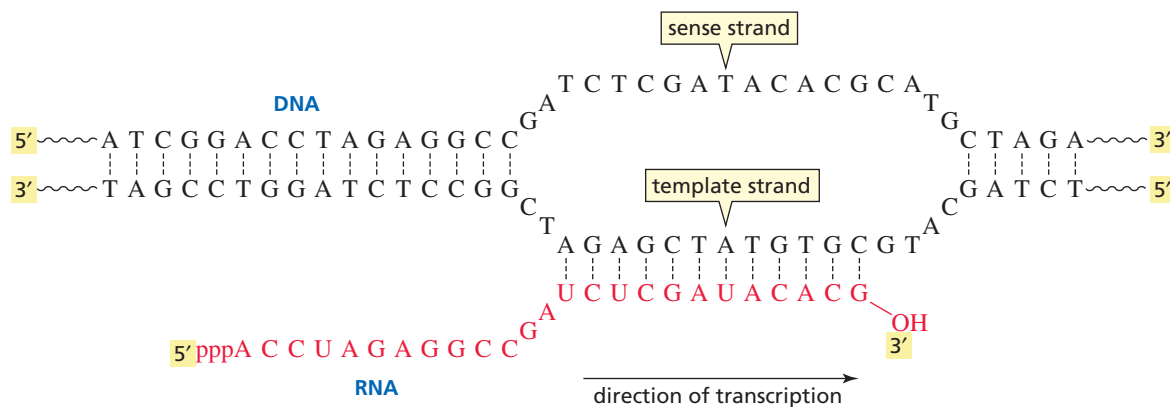 sense strand
G A T C T C G A T A C A C G C A T G
DNA
5′ A T C G G A C C T A G A G G C C C T A G A 3′
3′ T A G C C T G G A T C T C C G G G A T C T 5′
template strand
C T A G A G C T A T G T G C G T A C
G A U C U C G A U A C A C G
OH
3′
5′ pppA C C U A G A G G C C
RNA
direction of transcription